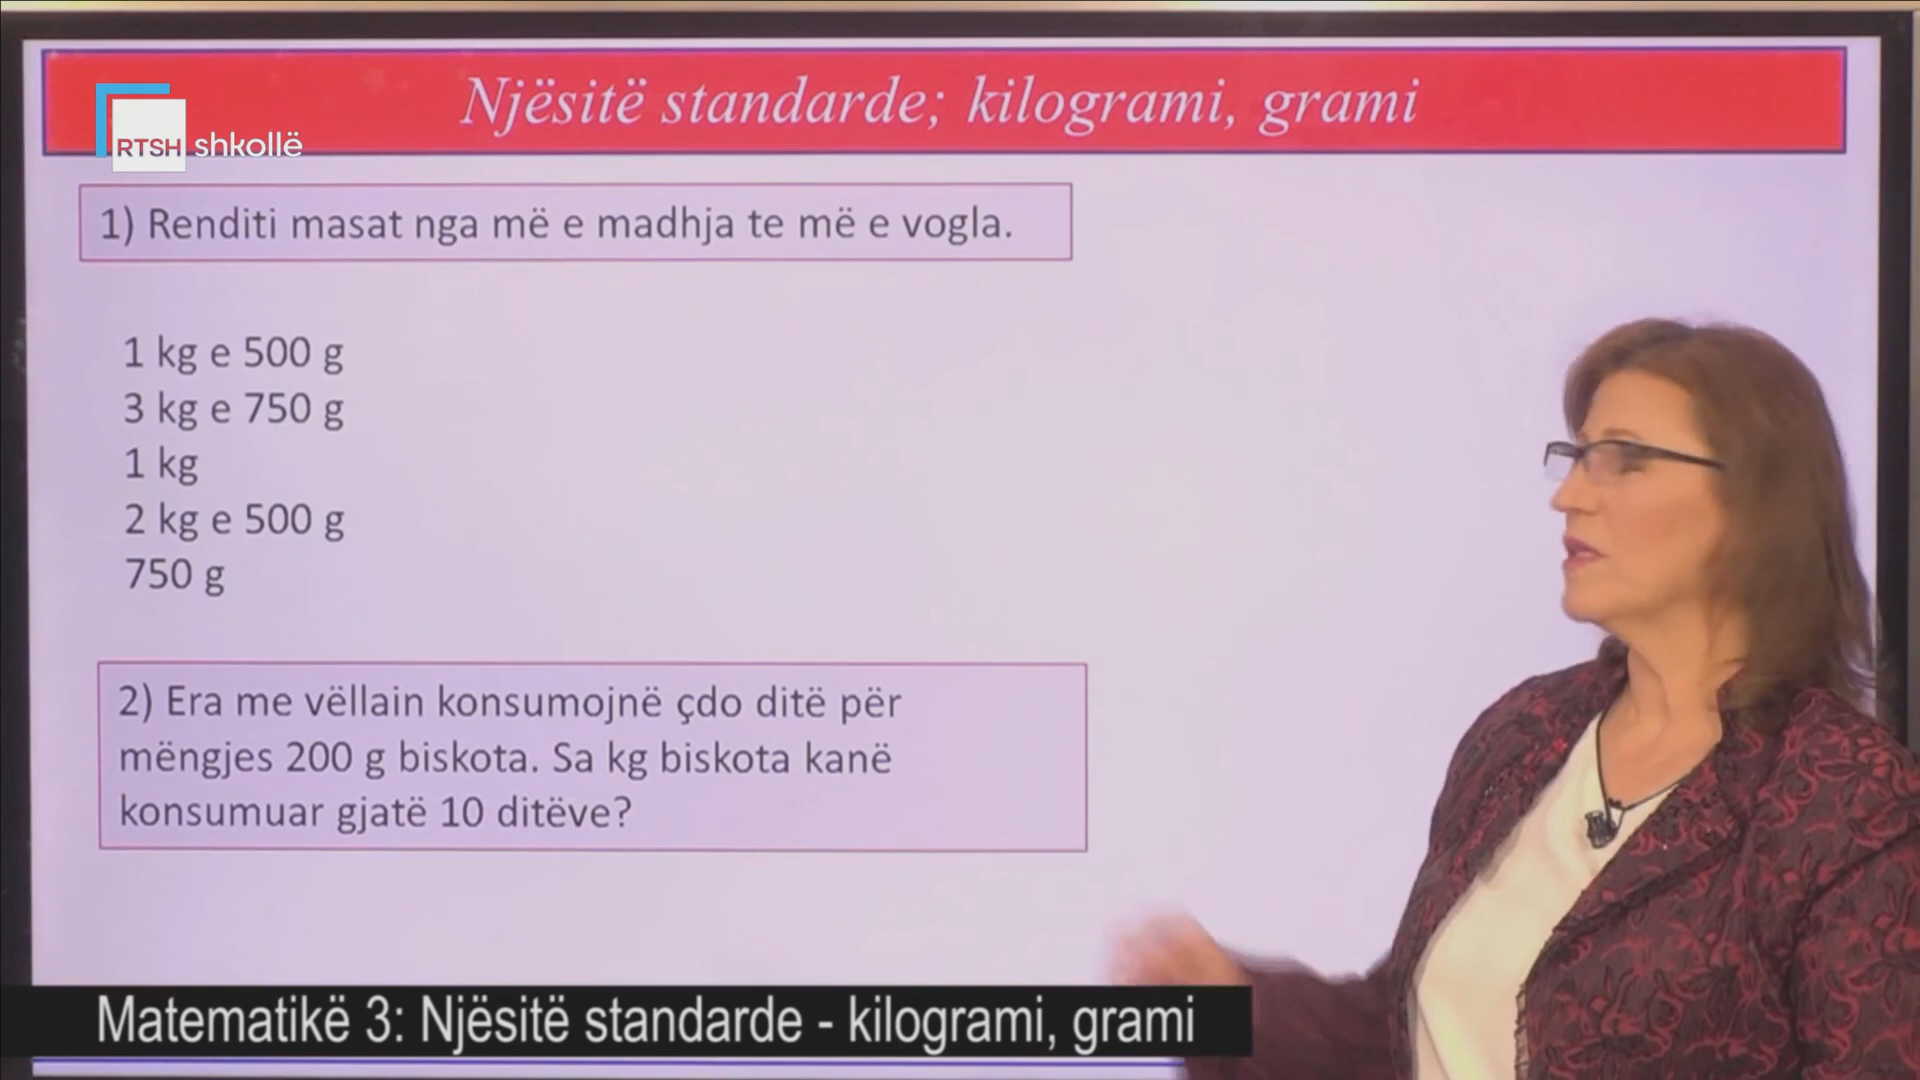 Njësitë standarde; kilogrami, grami
RTSH shkollë
1) Renditi masat nga më e madhja te më e vogla.
1 kg e 500 g
3 kg e 750 g
1 kg
2 kg e 500 g
750 g
2) Era me vëllain konsumojnë çdo ditë për
mëngjes 200 g biskota. Sa kg biskota kanë
konsumuar gjatë 10 ditëve?
Matematikë 3: Njësitë standarde - kilogrami, grami